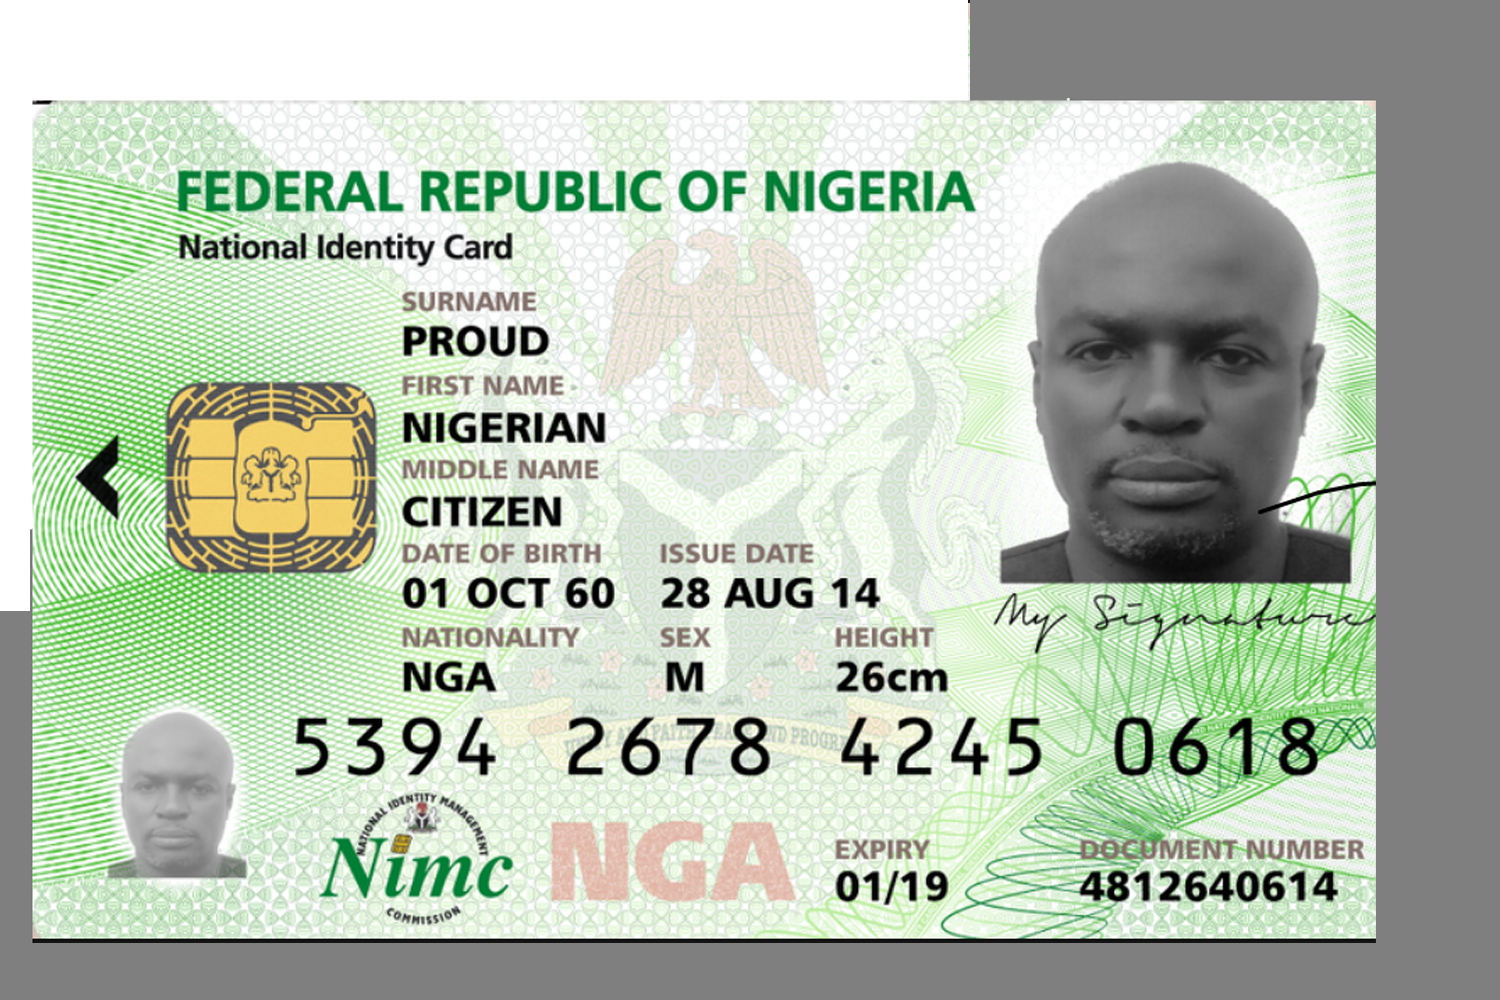 FEDERAL REPUBLIC OF NIGERIA
National Identity Card
SURNAME
PROUD
FIRST NAME
NIGERIAN
MIDDLE NAME
CITIZEN
DATE OF BIRTH ISSUE DATE
01 OCT 60 28 AUG 14
NATIONALITY SEX HEIGHT
NGA M 26cm
My Signature
5394 2678 4245 0618
NATIONAL IDENTITY MANAGEMENT
Nimc
COMMISSION
NGA
EXPIRY DOCUMENT NUMBER
01/19 4812640614